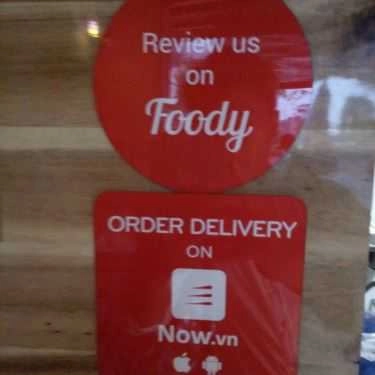 Review us
on
Foody
ORDER DELIVERY
ON
Now.vn